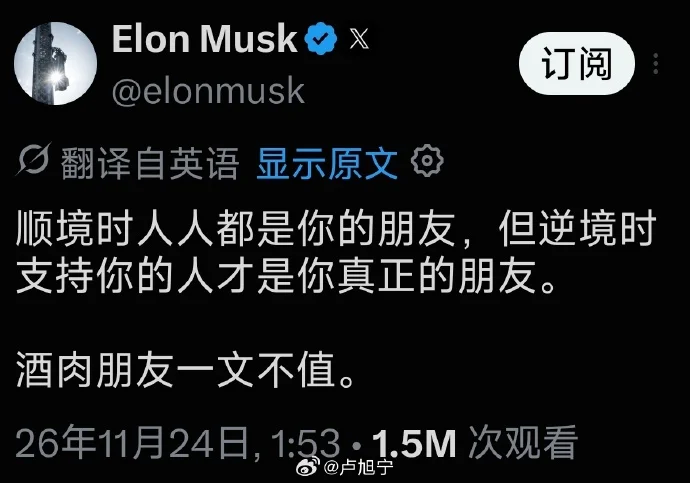 Elon Musk X
@elonmusk
订阅
翻译自英语 显示原文
顺境时人人都是你的朋友，但逆境时
支持你的人才是你真正的朋友。
酒肉朋友一文不值。
26年11月24日, 1:53 · 1.5M 次观看
@卢旭宁